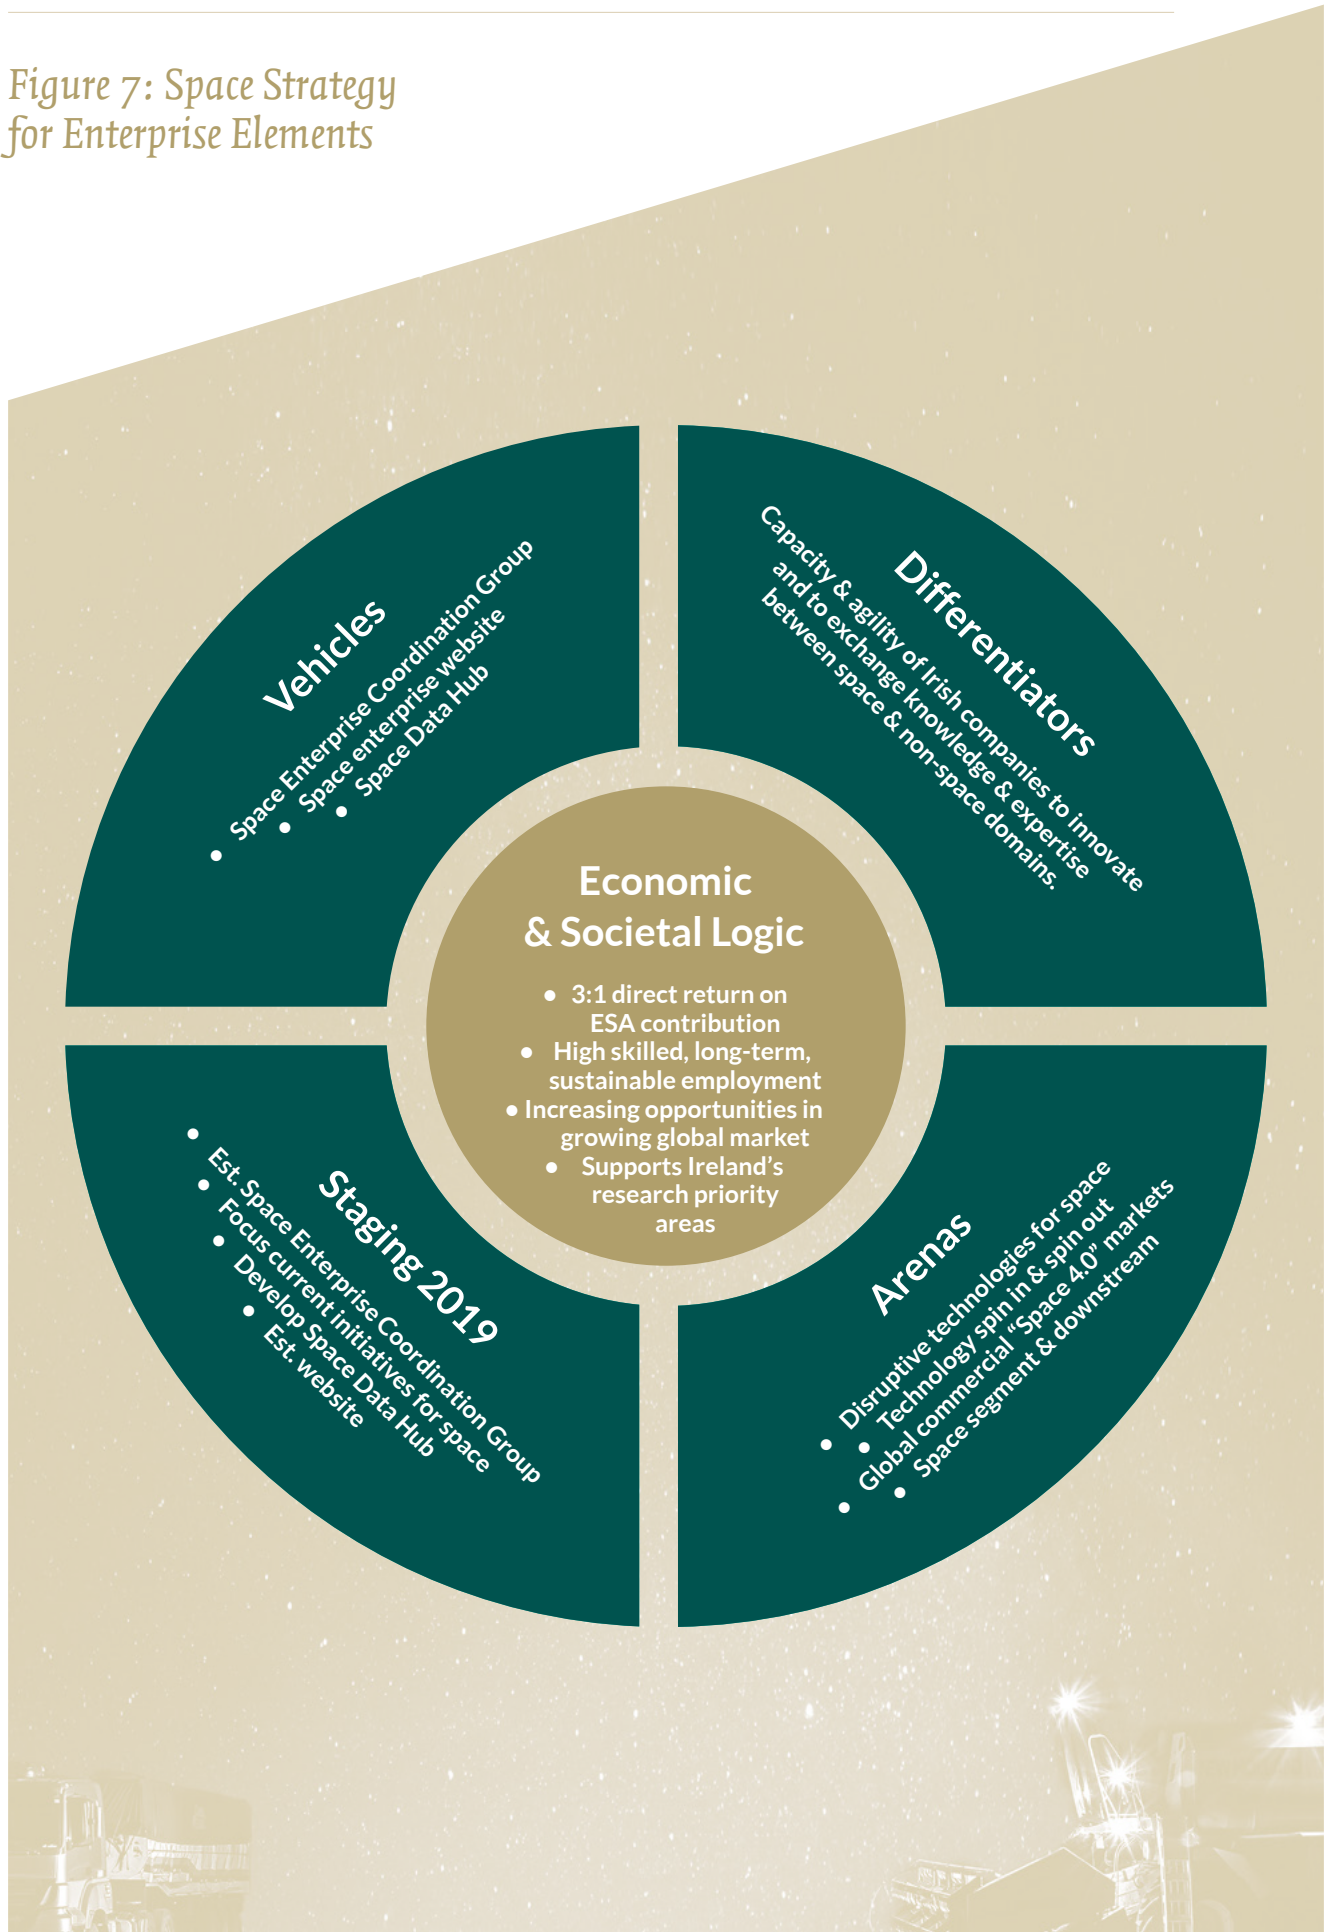 Figure 7: Space Strategy
for Enterprise Elements
Vehicles
• Space Enterprise Coordination Group
• Space enterprise website
• Space Data Hub
Differentiators
Capacity & agility of Irish companies to innovate
and to exchange knowledge & expertise
between space & non-space domains.
Economic
& Societal Logic
• 3:1 direct return on
ESA contribution
• High skilled, long-term,
sustainable employment
• Increasing opportunities in
growing global market
• Supports Ireland’s
research priority
areas
Staging 2019
• Est. Space Enterprise Coordination Group
• Focus current initiatives for space
• Develop Space Data Hub
• Est. website
Arenas
• Disruptive technologies for space
• Technology spin in & spin out
• Global commercial “Space 4.0” markets
• Space segment & downstream